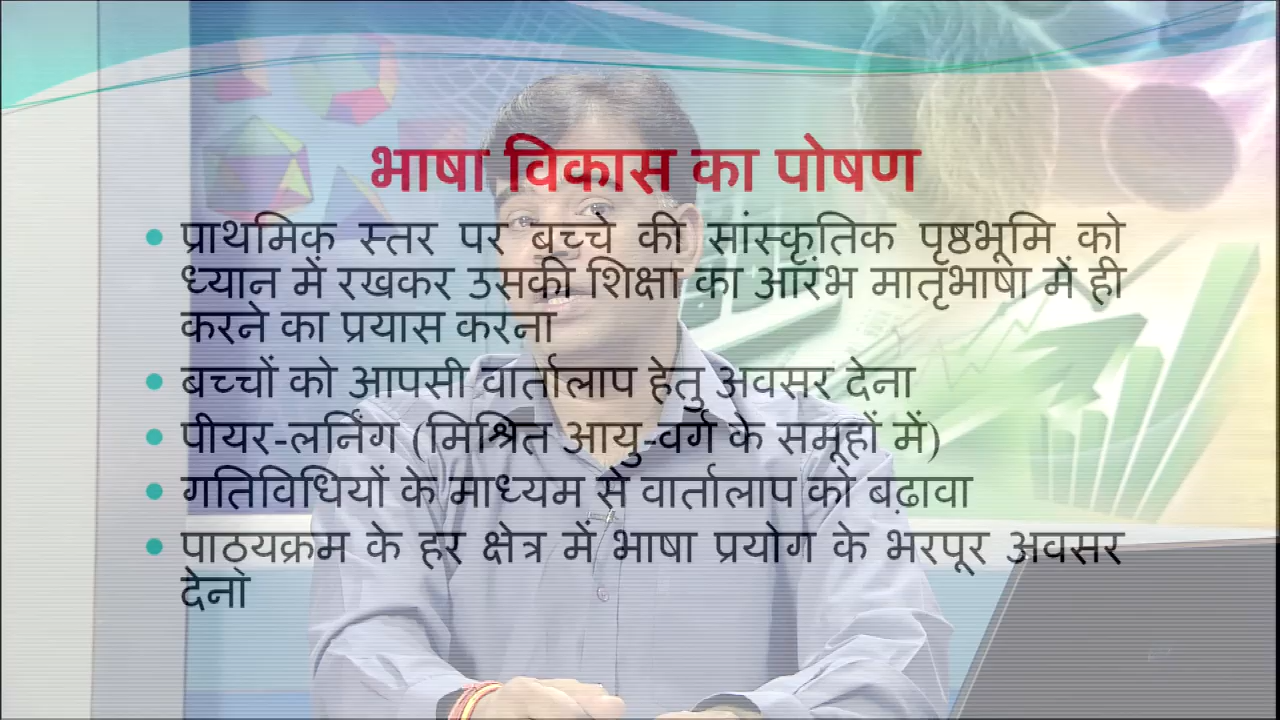 भाषा विकास का पोषण
• प्राथमिक स्तर पर बच्चे की सांस्कृतिक पृष्ठभूमि को
ध्यान में रखकर उसकी शिक्षा का आरंभ मातृभाषा में ही
करने का प्रयास करना
• बच्चों को आपसी वार्तालाप हेतु अवसर देना
• पीयर-लर्निंग (मिश्रित आयु-वर्ग के समूहों में)
• गतिविधियों के माध्यम से वार्तालाप को बढ़ावा
• पाठ्यक्रम के हर क्षेत्र में भाषा प्रयोग के भरपूर अवसर
देना